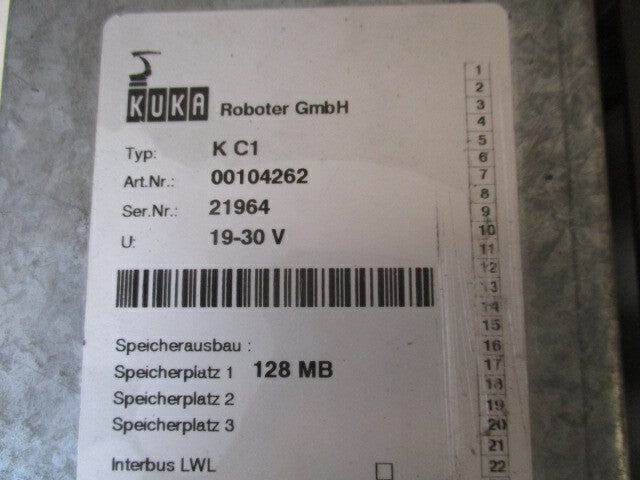 KUKA Roboter GmbH
Typ: K C1
Art.Nr.: 00104262
Ser.Nr.: 21964
U: 19-30 V
Speicherausbau :
Speicherplatz 1 128 MB
Speicherplatz 2
Speicherplatz 3
Interbus LWL
1
2
3
4
5
6
7
8
9
10
11
12
13
14
15
16
17
18
19
20
21
22